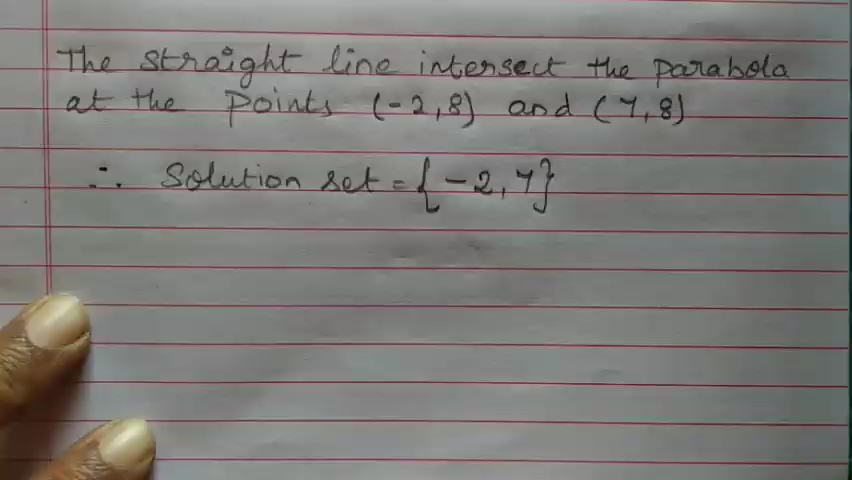 The straight line intersect the parabola
at the points (-2,8) and (7,8)
∴ Solution set = {-2,7}